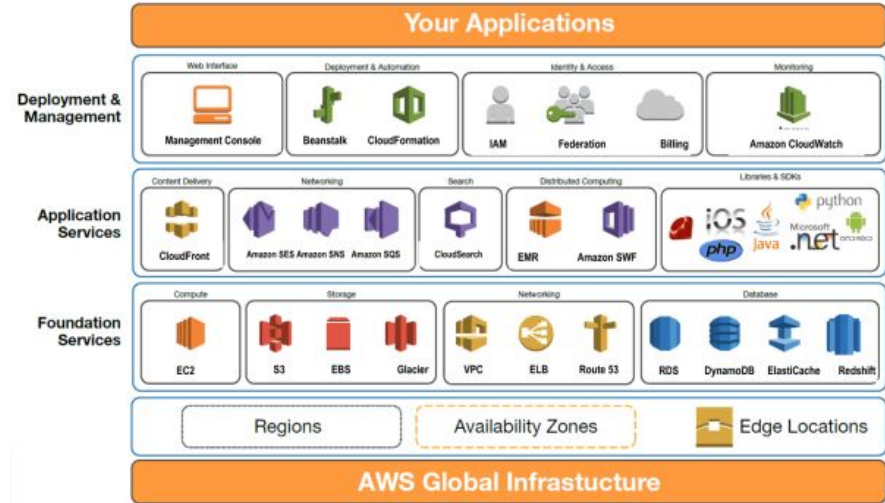 Your Applications
Web Interface
Deployment & Automation
Identity & Access
Monitoring
Deployment &
Management
Management Console
Beanstalk
CloudFormation
IAM
Federation
Billing
Amazon CloudWatch
Content Delivery
Networking
Search
Distributed Computing
Libraries & SDKs
Application
Services
CloudFront
Amazon SES
Amazon SNS
Amazon SQS
CloudSearch
EMR
Amazon SWF
python
iOS
php
Java
Microsoft
.net
Compute
Storage
Networking
Database
Foundation
Services
EC2
S3
EBS
Glacier
VPC
ELB
Route 53
RDS
DynamoDB
ElastiCache
Redshift
Regions
Availability Zones
Edge Locations
AWS Global Infrastucture